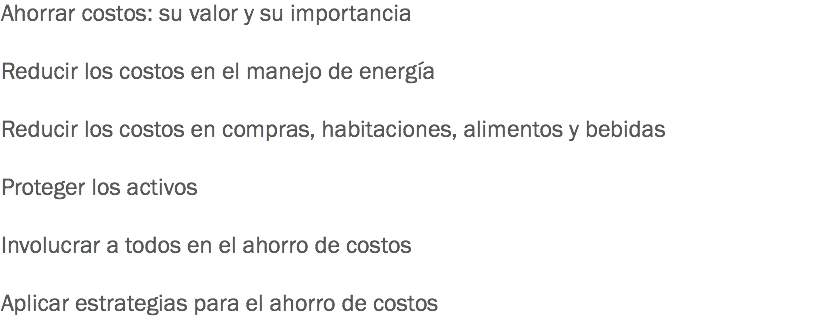 Ahorrar costos: su valor y su importancia
Reducir los costos en el manejo de energía
Reducir los costos en compras, habitaciones, alimentos y bebidas
Proteger los activos
Involucrar a todos en el ahorro de costos
Aplicar estrategias para el ahorro de costos